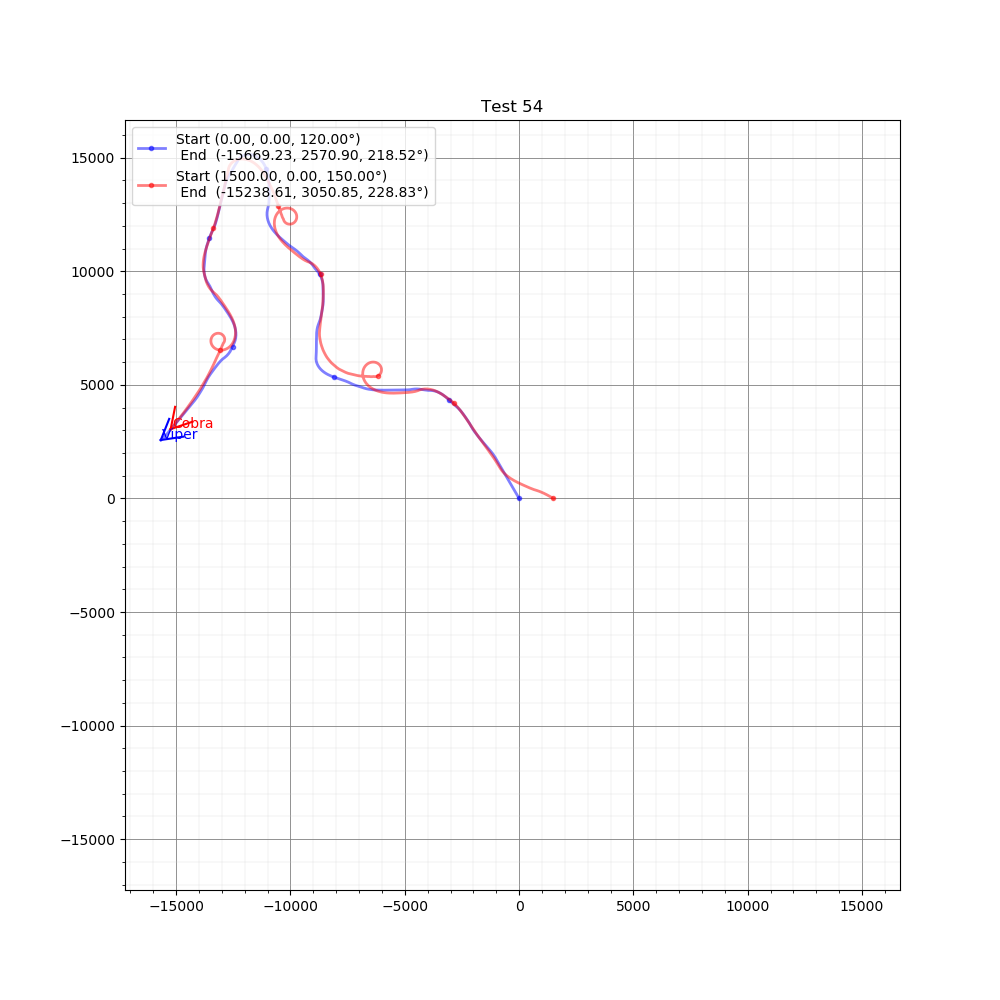 Test 54
Start (0.00, 0.00, 120.00°)
End (-15669.23, 2570.90, 218.52°)
Start (1500.00, 0.00, 150.00°)
End (-15238.61, 3050.85, 228.83°)
15000
10000
5000
0
−5000
−10000
−15000
Cobra
Viper
−15000 −10000 −5000 0 5000 10000 15000